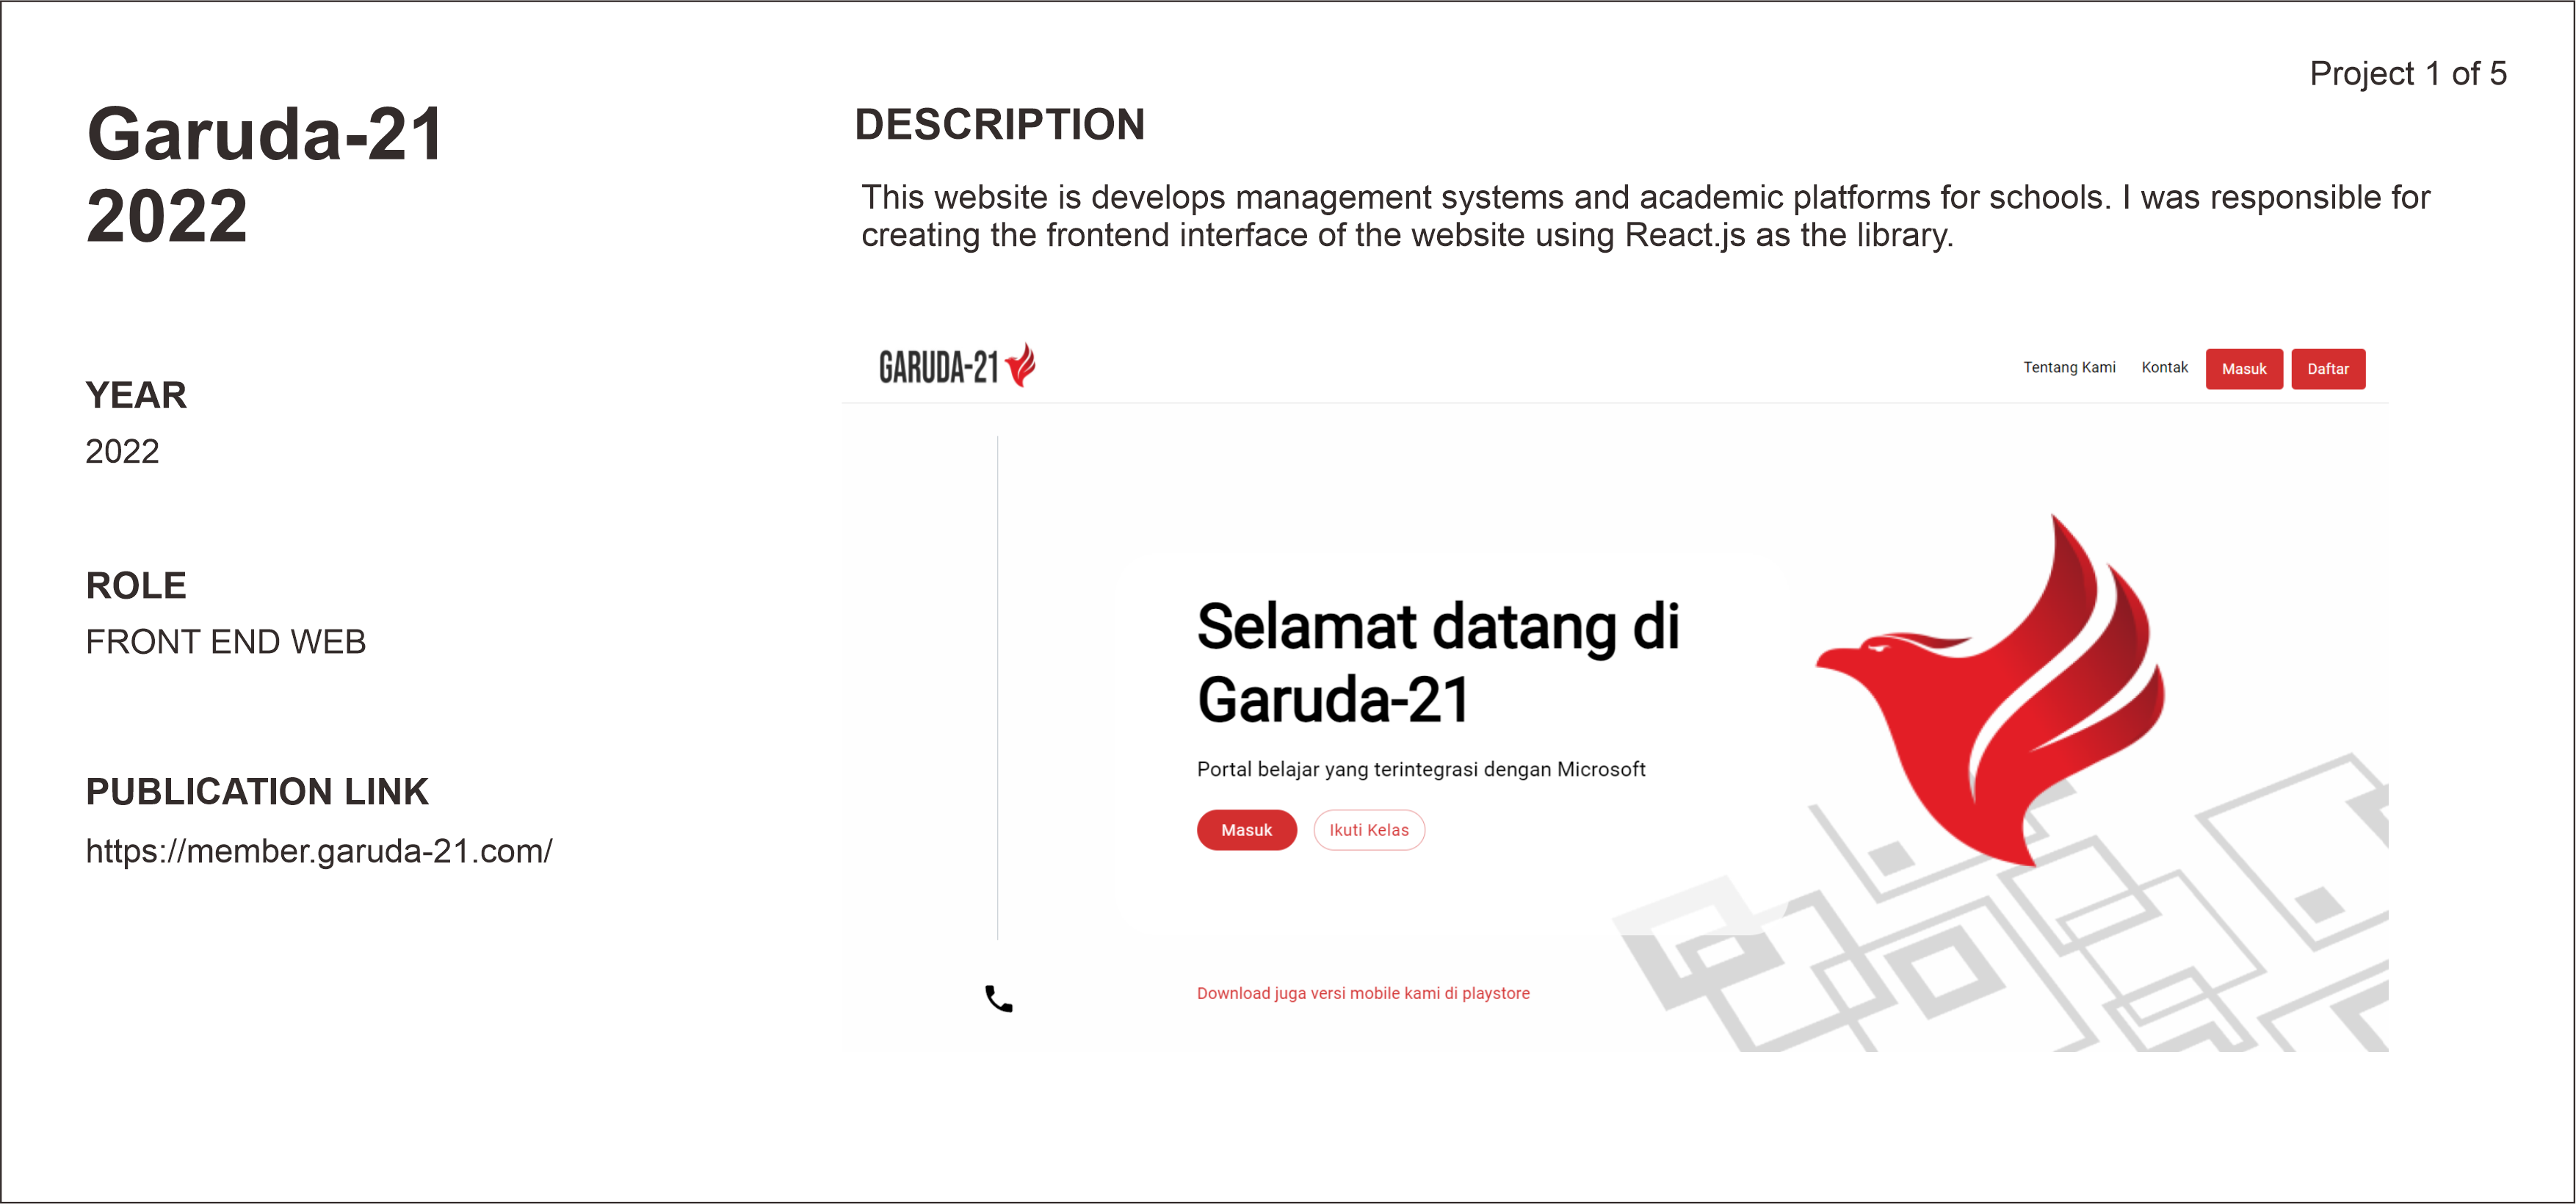 Project 1 of 5
Garuda-21
2022
YEAR
2022
ROLE
FRONT END WEB
PUBLICATION LINK
https://member.garuda-21.com/
DESCRIPTION
This website is develops management systems and academic platforms for schools. I was responsible for
creating the frontend interface of the website using React.js as the library.
GARUDA-21
Tentang Kami Kontak Masuk Daftar
Selamat datang di
Garuda-21
Portal belajar yang terintegrasi dengan Microsoft
Masuk Ikuti Kelas
Download juga versi mobile kami di playstore